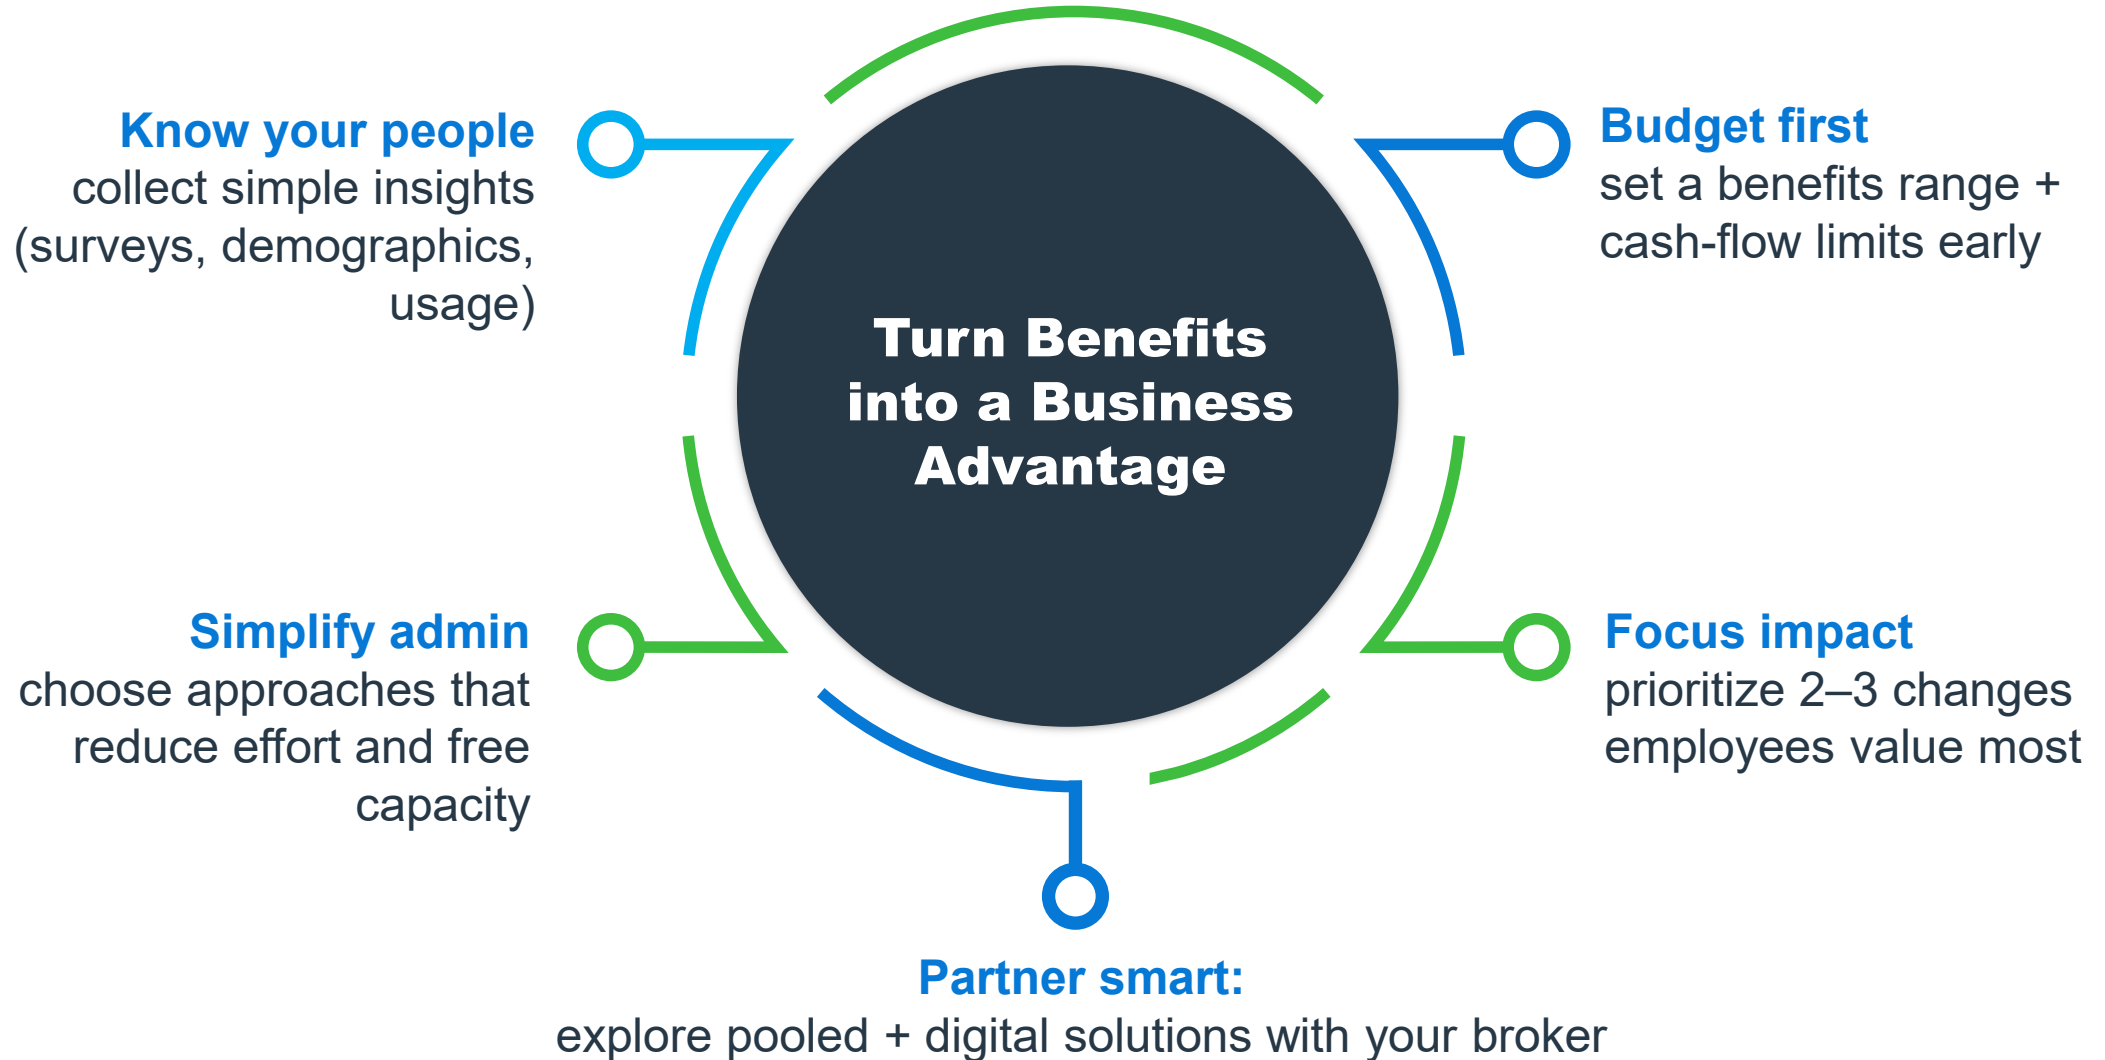 Know your people
collect simple insights
(surveys, demographics,
usage)
Budget first
set a benefits range +
cash-flow limits early
Turn Benefits
into a Business
Advantage
Simplify admin
choose approaches that
reduce effort and free
capacity
Focus impact
prioritize 2–3 changes
employees value most
Partner smart:
explore pooled + digital solutions with your broker